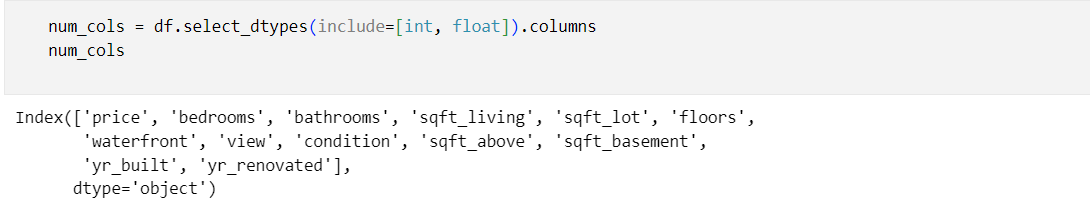 num_cols = df.select_dtypes(include=[int, float]).columns
num_cols
Index(['price', 'bedrooms', 'bathrooms', 'sqft_living', 'sqft_lot', 'floors',
       'waterfront', 'view', 'condition', 'sqft_above', 'sqft_basement',
       'yr_built', 'yr_renovated'],
      dtype='object')